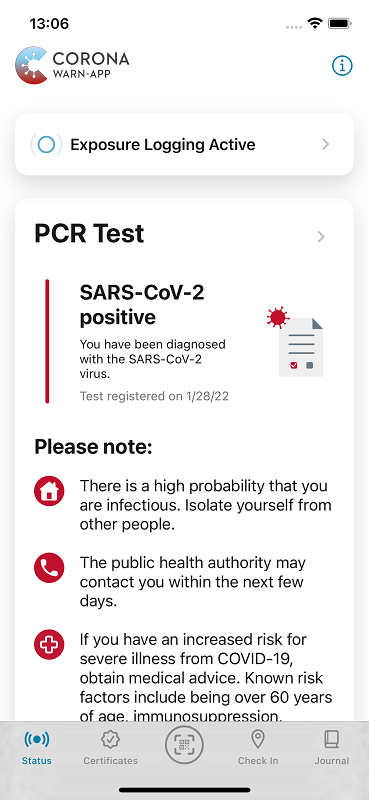 13:06
CORONA
WARN-APP
Exposure Logging Active
PCR Test
SARS-CoV-2
positive
You have been diagnosed
with the SARS-CoV-2
virus.
Test registered on 1/28/22
Please note:
There is a high probability that you
are infectious. Isolate yourself from
other people.
The public health authority may
contact you within the next few
days.
If you have an increased risk for
severe illness from COVID-19,
obtain medical advice. Known risk
factors include being over 60 years
of age, immunosuppression,
Status
Certificates
Check In
Journal